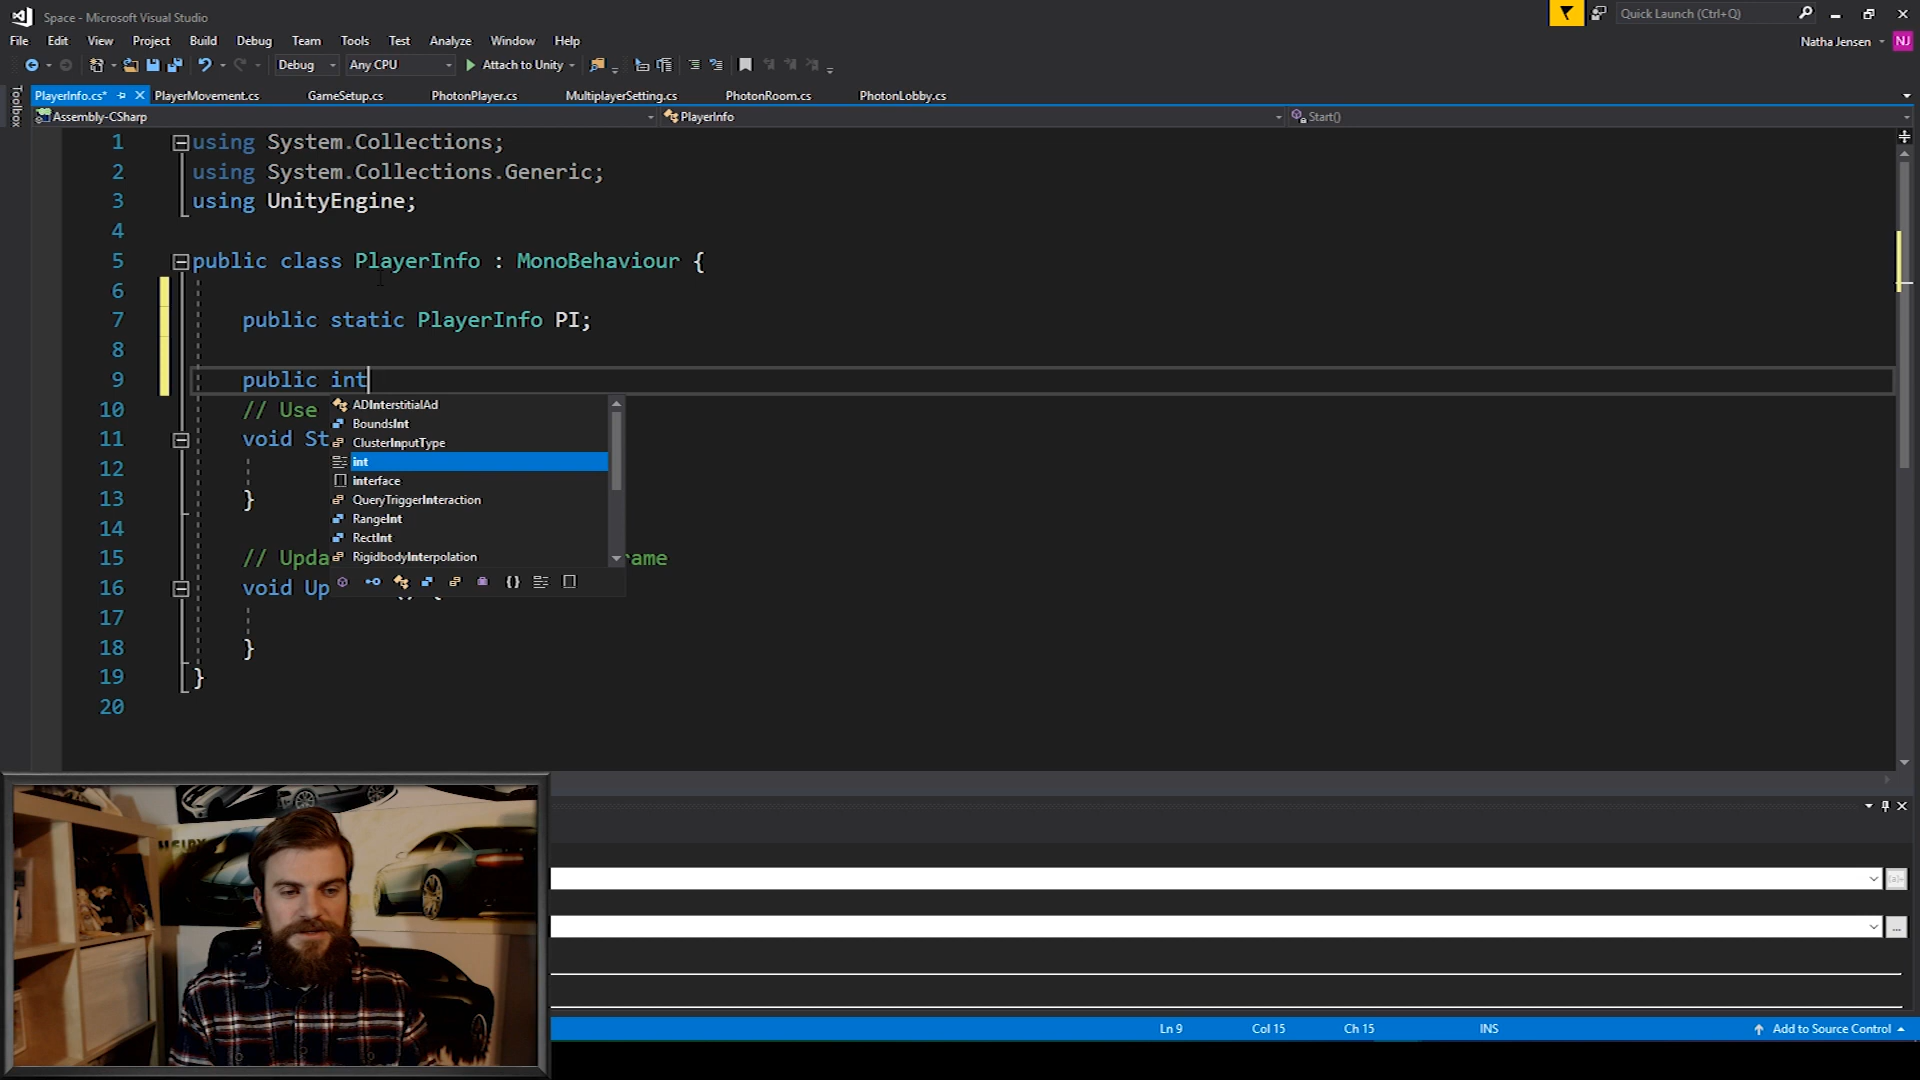 Space - Microsoft Visual Studio
Quick Launch (Ctrl+Q)
File Edit View Project Build Debug Team Tools Test Analyze Window Help
Natha Jensen NJ
Debug Any CPU Attach to Unity
PlayerInfo.cs* PlayerMovement.cs GameSetup.cs PhotonPlayer.cs MultiplayerSetting.cs PhotonRoom.cs PhotonLobby.cs
Toolbox
Assembly-CSharp PlayerInfo Start()
1 using System.Collections;
2 using System.Collections.Generic;
3 using UnityEngine;
4
5 public class PlayerInfo : MonoBehaviour {
6
7 public static PlayerInfo PI;
8
9 public int
10 // Use
11 void St
12
13 }
14
15 // Upda rame
16 void Up () {
17
18 }
19 }
20
ADInterstitialAd
BoundsInt
ClusterInputType
int
interface
QueryTriggerInteraction
RangeInt
RectInt
RigidbodyInterpolation
Ln 9 Col 15 Ch 15 INS Add to Source Control